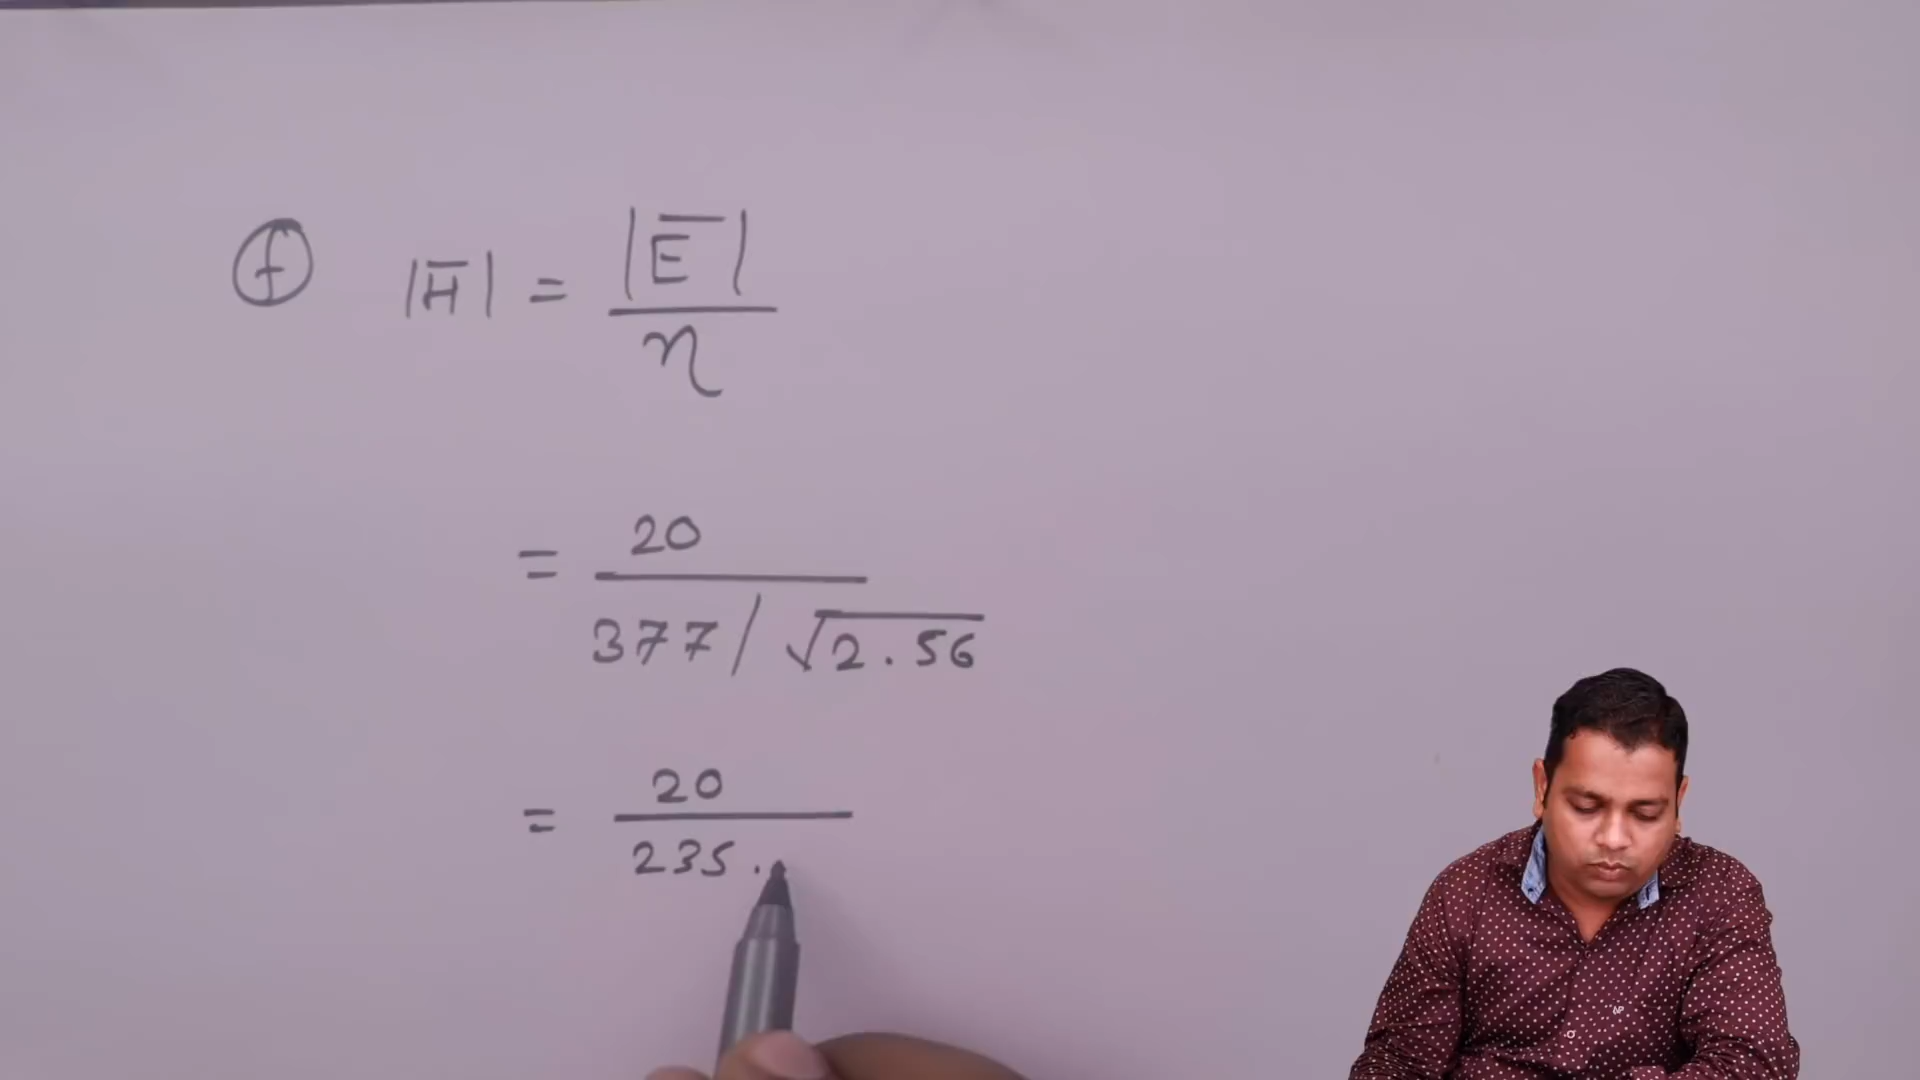 ⓕ |H̅| = |E̅| / η
= 20 / 377/√2.56
= 20 / 235.